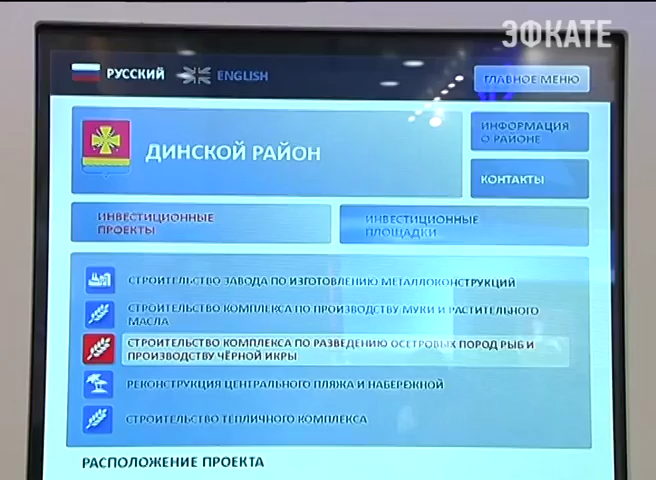 ЭФКАТЕ
РУССКИЙ
ENGLISH
ГЛАВНОЕ МЕНЮ
ДИНСКОЙ РАЙОН
ИНФОРМАЦИЯ
О РАЙОНЕ
КОНТАКТЫ
ИНВЕСТИЦИОННЫЕ
ПРОЕКТЫ
ИНВЕСТИЦИОННЫЕ
ПЛОЩАДКИ
СТРОИТЕЛЬСТВО ЗАВОДА ПО ИЗГОТОВЛЕНИЮ МЕТАЛЛОКОНСТРУКЦИЙ
СТРОИТЕЛЬСТВО КОМПЛЕКСА ПО ПРОИЗВОДСТВУ МУКИ И РАСТИТЕЛЬНОГО
МАСЛА
СТРОИТЕЛЬСТВО КОМПЛЕКСА ПО РАЗВЕДЕНИЮ ОСЕТРОВЫХ ПОРОД РЫБ И
ПРОИЗВОДСТВУ ЧЁРНОЙ ИКРЫ
РЕКОНСТРУКЦИЯ ЦЕНТРАЛЬНОГО ПЛЯЖА И НАБЕРЕЖНОЙ
СТРОИТЕЛЬСТВО ТЕПЛИЧНОГО КОМПЛЕКСА
РАСПОЛОЖЕНИЕ ПРОЕКТА